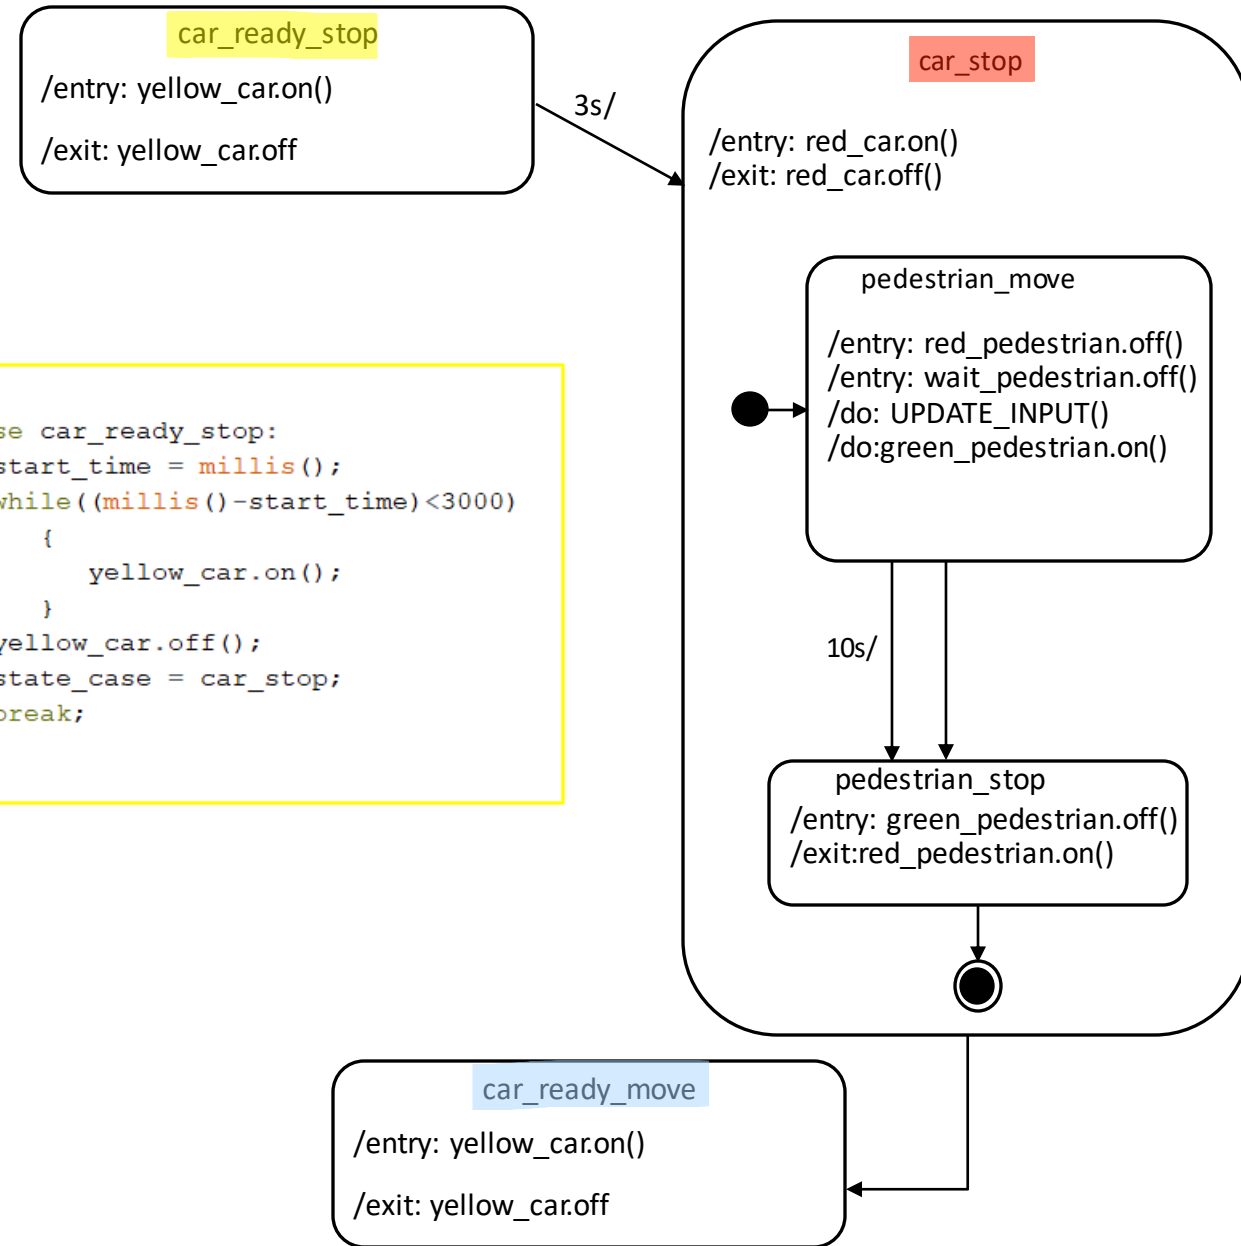 car_ready_stop
/entry: yellow_car.on()
/exit: yellow_car.off
3s/
car_stop
/entry: red_car.on()
/exit: red_car.off()
pedestrian_move
/entry: red_pedestrian.off()
/entry: wait_pedestrian.off()
/do: UPDATE_INPUT()
/do:green_pedestrian.on()
se car_ready_stop:
start_time = millis();
while((millis()-start_time)<3000)
{
yellow_car.on();
}
yellow_car.off();
state_case = car_stop;
break;
10s/
pedestrian_stop
/entry: green_pedestrian.off()
/exit:red_pedestrian.on()
car_ready_move
/entry: yellow_car.on()
/exit: yellow_car.off